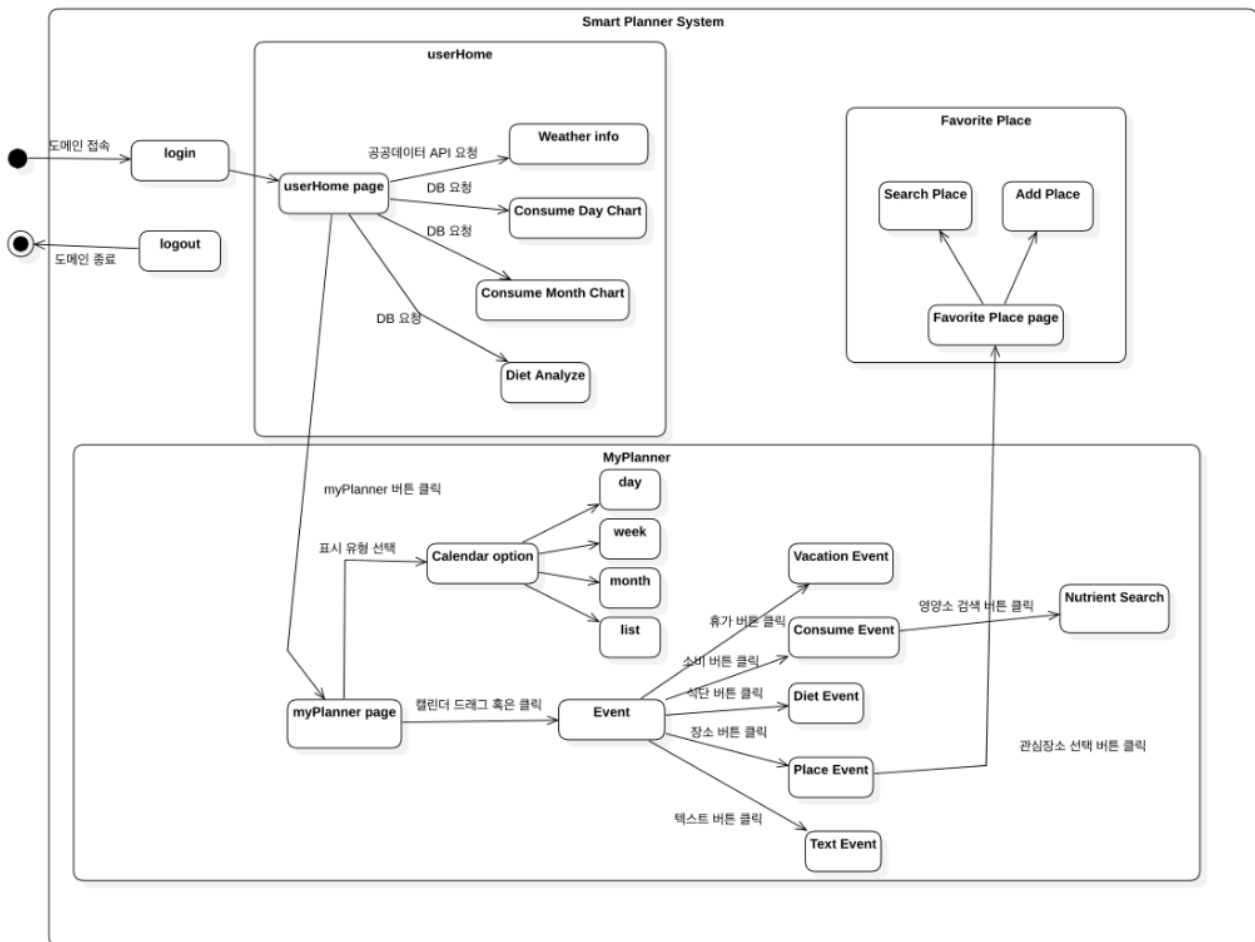 Smart Planner System
userHome
도메인 접속
login
userHome page
공공데이터 API 요청
Weather info
DB 요청
Consume Day Chart
DB 요청
Consume Month Chart
DB 요청
Diet Analyze
logout
도메인 종료
Favorite Place
Search Place
Add Place
Favorite Place page
MyPlanner
myPlanner 버튼 클릭
표시 유형 선택
Calendar option
day
week
month
list
myPlanner page
캘린더 드래그 혹은 클릭
Event
휴가 버튼 클릭
Vacation Event
소비 버튼 클릭
Consume Event
영양소 검색 버튼 클릭
Nutrient Search
식단 버튼 클릭
Diet Event
장소 버튼 클릭
Place Event
관심장소 선택 버튼 클릭
텍스트 버튼 클릭
Text Event